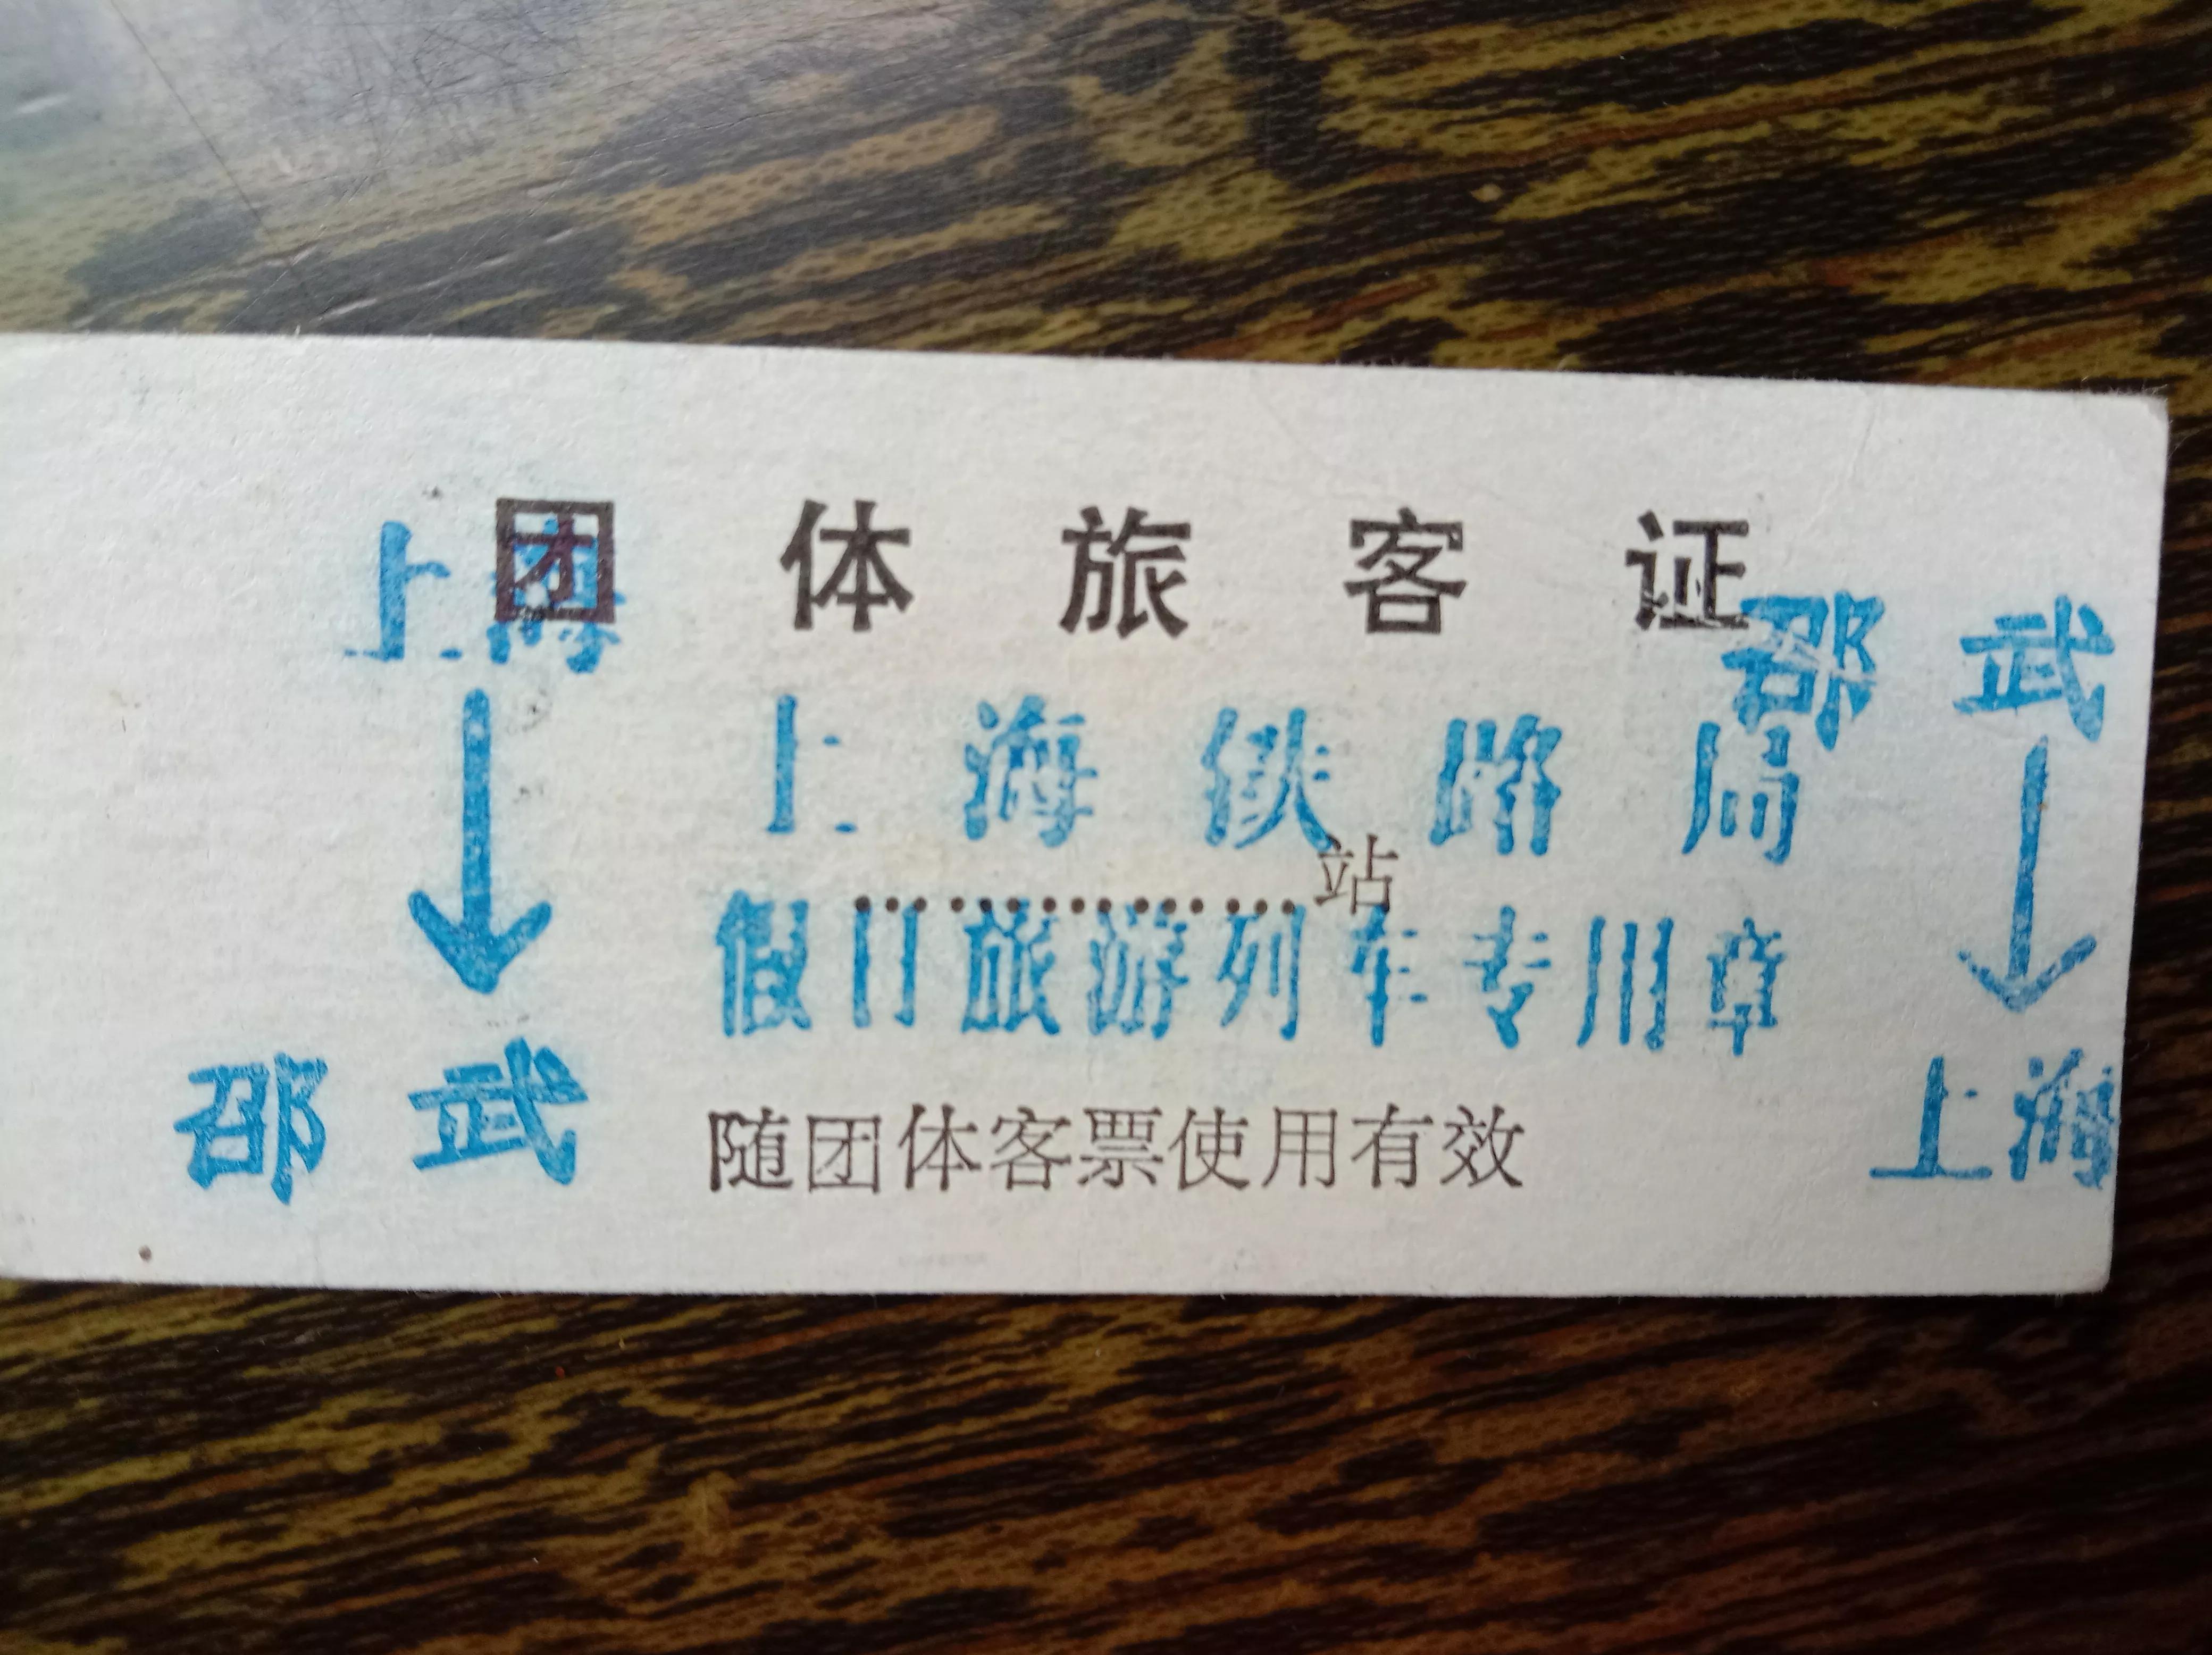 团体旅客证
上海
↓
邵武
上海铁路局
………………站
假日旅游列车专用章
随团体客票使用有效
邵武
↓
上海